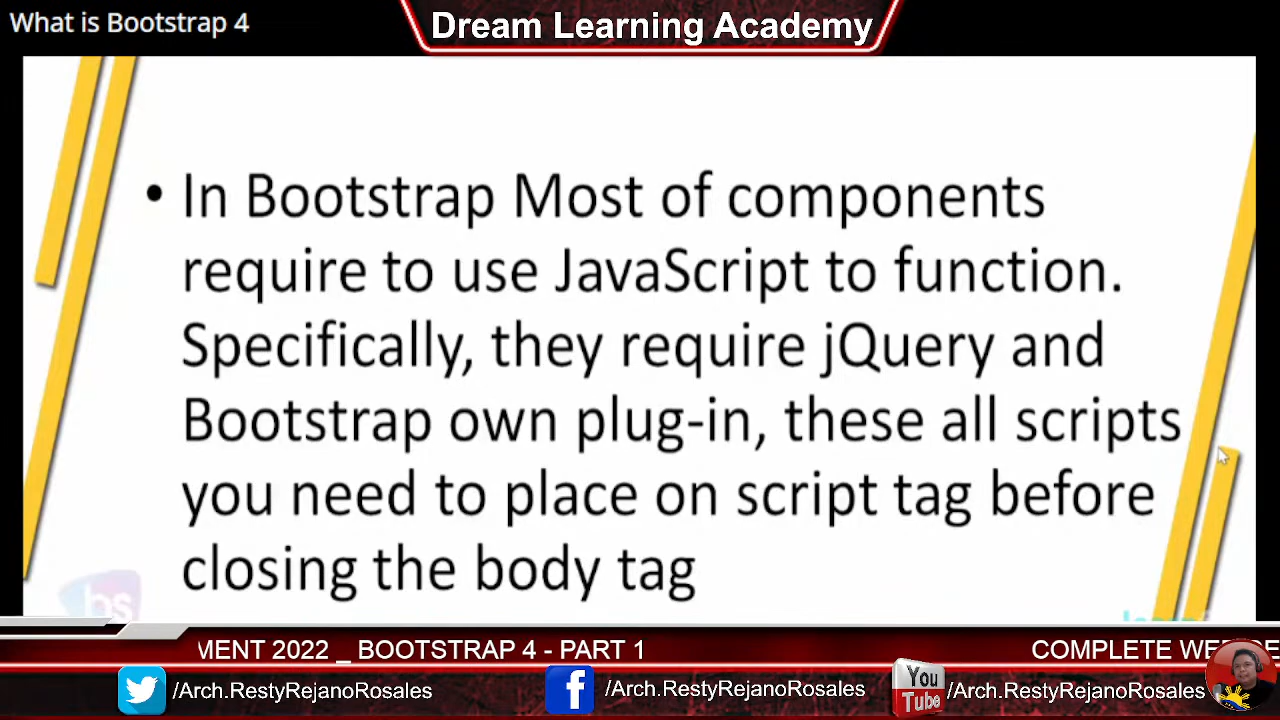 What is Bootstrap 4
Dream Learning Academy
• In Bootstrap Most of components
require to use JavaScript to function.
Specifically, they require jQuery and
Bootstrap own plug-in, these all scripts
you need to place on script tag before
closing the body tag
bs
MENT 2022 _ BOOTSTRAP 4 - PART 1
COMPLETE WE
/Arch.RestyRejanoRosales
/Arch.RestyRejanoRosales
You
Tube
/Arch.RestyRejanoRosales